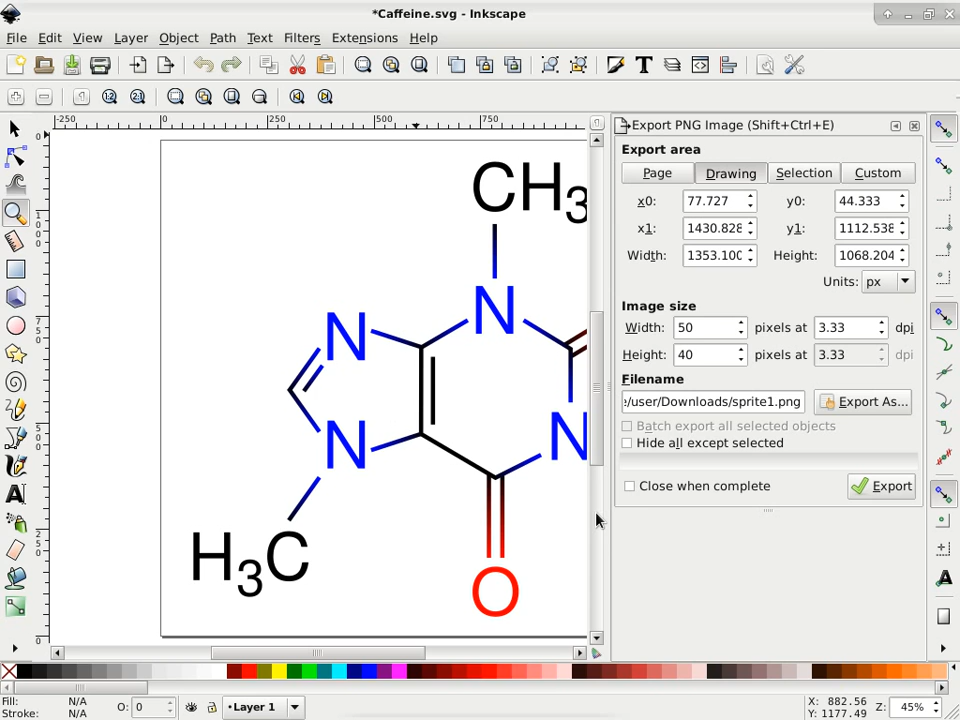 *Caffeine.svg - Inkscape
File Edit View Layer Object Path Text Filters Extensions Help
-250 0 250 500 750
Export PNG Image (Shift+Ctrl+E)
Export area
Page Drawing Selection Custom
x0: 77.727 y0: 44.333
x1: 1430.828 y1: 1112.538
Width: 1353.100 Height: 1068.204
Units: px
Image size
Width: 50 pixels at 3.33 dpi
Height: 40 pixels at 3.33 dpi
Filename
:/user/Downloads/sprite1.png Export As...
Batch export all selected objects
Hide all except selected
Close when complete Export
CH3
N
N
N
N
H3C
O
Fill: N/A
Stroke: N/A
O: 0
•Layer 1
X: 882.56
Y: 1177.49
Z: 45%